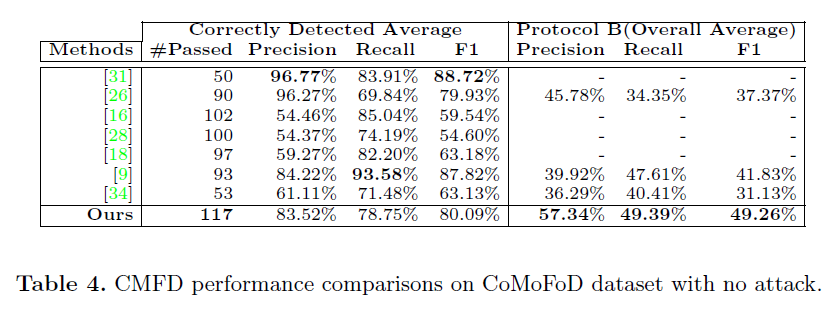 Correctly Detected Average Protocol B(Overall Average)
Methods #Passed Precision Recall F1 Precision Recall F1
[31] 50 96.77% 83.91% 88.72% - - -
[26] 90 96.27% 69.84% 79.93% 45.78% 34.35% 37.37%
[16] 102 54.46% 85.04% 59.54% - - -
[28] 100 54.37% 74.19% 54.60% - - -
[18] 97 59.27% 82.20% 63.18% - - -
[9] 93 84.22% 93.58% 87.82% 39.92% 47.61% 41.83%
[34] 53 61.11% 71.48% 63.13% 36.29% 40.41% 31.13%
Ours 117 83.52% 78.75% 80.09% 57.34% 49.39% 49.26%
Table 4. CMFD performance comparisons on CoMoFoD dataset with no attack.